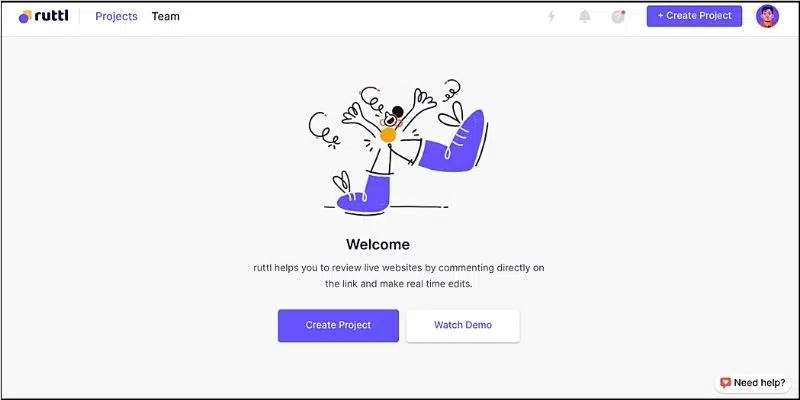 ruttl
Projects
Team
+ Create Project
Welcome
ruttl helps you to review live websites by commenting directly on
the link and make real time edits.
Create Project
Watch Demo
Need help?